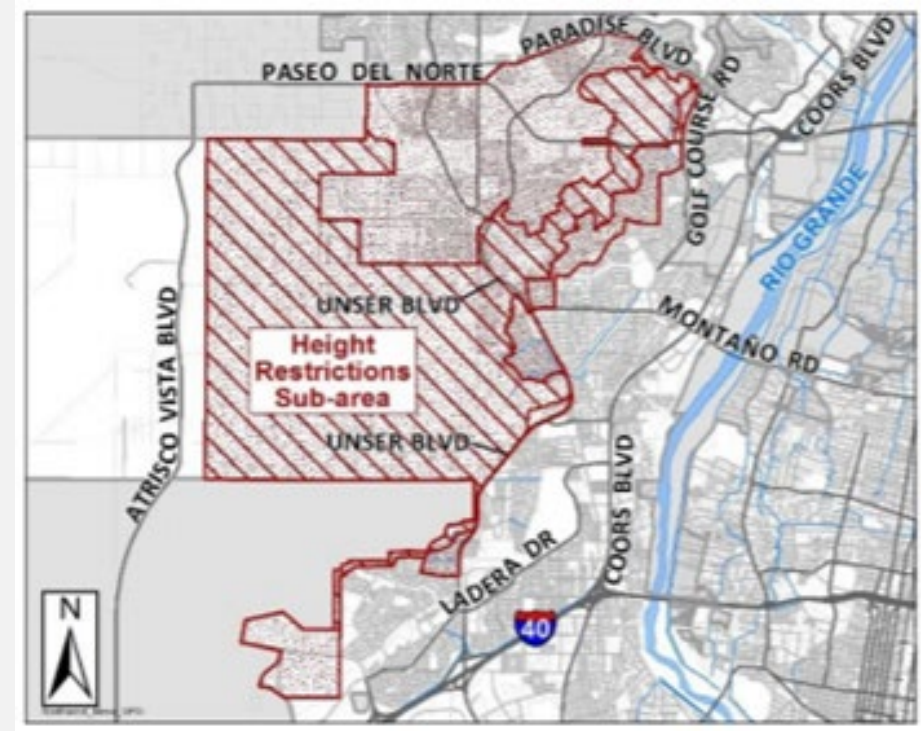 PARADISE BLVD
PASEO DEL NORTE
GOLF COURSE RD
COORS BLVD
RIO GRANDE
UNSER BLVD
MONTAÑO RD
ATRISCO VISTA BLVD
Height
Restrictions
Sub-area
UNSER BLVD
COORS BLVD
LADERA DR
40
N